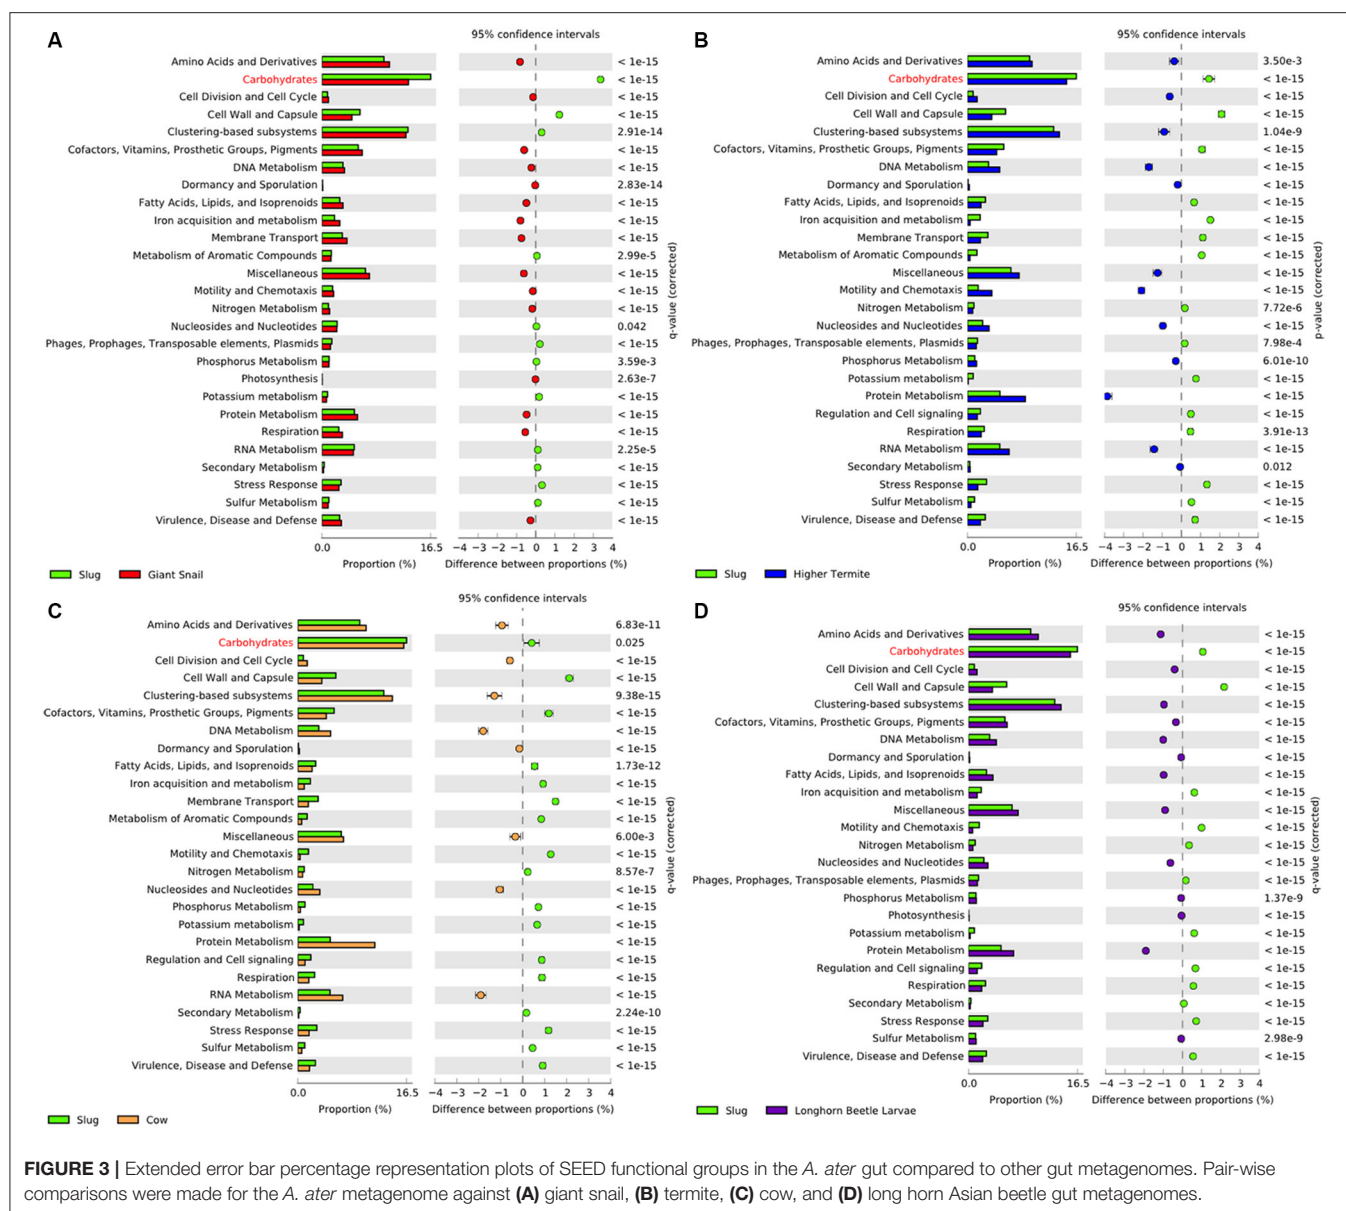 A
95% confidence intervals
Amino Acids and Derivatives < 1e-15
Carbohydrates < 1e-15
Cell Division and Cell Cycle < 1e-15
Cell Wall and Capsule < 1e-15
Clustering-based subsystems 2.91e-14
Cofactors, Vitamins, Prosthetic Groups, Pigments < 1e-15
DNA Metabolism < 1e-15
Dormancy and Sporulation 2.83e-14
Fatty Acids, Lipids, and Isoprenoids < 1e-15
Iron acquisition and metabolism < 1e-15
Membrane Transport < 1e-15
Metabolism of Aromatic Compounds 2.99e-5
Miscellaneous < 1e-15
Motility and Chemotaxis < 1e-15
Nitrogen Metabolism < 1e-15
Nucleosides and Nucleotides 0.042
Phages, Prophages, Transposable elements, Plasmids < 1e-15
Phosphorus Metabolism 3.59e-3
Photosynthesis 2.63e-7
Potassium metabolism < 1e-15
Protein Metabolism < 1e-15
Respiration < 1e-15
RNA Metabolism 2.25e-5
Secondary Metabolism < 1e-15
Stress Response < 1e-15
Sulfur Metabolism < 1e-15
Virulence, Disease and Defense < 1e-15
q-value (corrected)
0.0 16.5 −4 −3 −2 −1 0 1 2 3 4
Proportion (%) Difference between proportions (%)
Slug Giant Snail
B
95% confidence intervals
Amino Acids and Derivatives 3.50e-3
Carbohydrates < 1e-15
Cell Division and Cell Cycle < 1e-15
Cell Wall and Capsule < 1e-15
Clustering-based subsystems 1.04e-9
Cofactors, Vitamins, Prosthetic Groups, Pigments < 1e-15
DNA Metabolism < 1e-15
Dormancy and Sporulation < 1e-15
Fatty Acids, Lipids, and Isoprenoids < 1e-15
Iron acquisition and metabolism < 1e-15
Membrane Transport < 1e-15
Metabolism of Aromatic Compounds < 1e-15
Miscellaneous < 1e-15
Motility and Chemotaxis < 1e-15
Nitrogen Metabolism 7.72e-6
Nucleosides and Nucleotides < 1e-15
Phages, Prophages, Transposable elements, Plasmids 7.98e-4
Phosphorus Metabolism 6.01e-10
Potassium metabolism < 1e-15
Protein Metabolism < 1e-15
Regulation and Cell signaling < 1e-15
Respiration 3.91e-13
RNA Metabolism < 1e-15
Secondary Metabolism 0.012
Stress Response < 1e-15
Sulfur Metabolism < 1e-15
Virulence, Disease and Defense < 1e-15
p-value (corrected)
0.0 16.5 −4 −3 −2 −1 0 1 2 3 4
Proportion (%) Difference between proportions (%)
Slug Higher Termite
C
95% confidence intervals
Amino Acids and Derivatives 6.83e-11
Carbohydrates 0.025
Cell Division and Cell Cycle < 1e-15
Cell Wall and Capsule < 1e-15
Clustering-based subsystems 9.38e-15
Cofactors, Vitamins, Prosthetic Groups, Pigments < 1e-15
DNA Metabolism < 1e-15
Dormancy and Sporulation < 1e-15
Fatty Acids, Lipids, and Isoprenoids 1.73e-12
Iron acquisition and metabolism < 1e-15
Membrane Transport < 1e-15
Metabolism of Aromatic Compounds < 1e-15
Miscellaneous 6.00e-3
Motility and Chemotaxis < 1e-15
Nitrogen Metabolism 8.57e-7
Nucleosides and Nucleotides < 1e-15
Phosphorus Metabolism < 1e-15
Potassium metabolism < 1e-15
Protein Metabolism < 1e-15
Regulation and Cell signaling < 1e-15
Respiration < 1e-15
RNA Metabolism < 1e-15
Secondary Metabolism 2.24e-10
Stress Response < 1e-15
Sulfur Metabolism < 1e-15
Virulence, Disease and Defense < 1e-15
q-value (corrected)
0.0 16.5 −4 −3 −2 −1 0 1 2 3 4
Proportion (%) Difference between proportions (%)
Slug Cow
D
95% confidence intervals
Amino Acids and Derivatives < 1e-15
Carbohydrates < 1e-15
Cell Division and Cell Cycle < 1e-15
Cell Wall and Capsule < 1e-15
Clustering-based subsystems < 1e-15
Cofactors, Vitamins, Prosthetic Groups, Pigments < 1e-15
DNA Metabolism < 1e-15
Dormancy and Sporulation < 1e-15
Fatty Acids, Lipids, and Isoprenoids < 1e-15
Iron acquisition and metabolism < 1e-15
Miscellaneous < 1e-15
Motility and Chemotaxis < 1e-15
Nitrogen Metabolism < 1e-15
Nucleosides and Nucleotides < 1e-15
Phages, Prophages, Transposable elements, Plasmids < 1e-15
Phosphorus Metabolism 1.37e-9
Photosynthesis < 1e-15
Potassium metabolism < 1e-15
Protein Metabolism < 1e-15
Regulation and Cell signaling < 1e-15
Respiration < 1e-15
Secondary Metabolism < 1e-15
Stress Response < 1e-15
Sulfur Metabolism 2.98e-9
Virulence, Disease and Defense < 1e-15
q-value (corrected)
0.0 16.5 −4 −3 −2 −1 0 1 2 3 4
Proportion (%) Difference between proportions (%)
Slug Longhorn Beetle Larvae
FIGURE 3 | Extended error bar percentage representation plots of SEED functional groups in the A. ater gut compared to other gut metagenomes. Pair-wise
comparisons were made for the A. ater metagenome against (A) giant snail, (B) termite, (C) cow, and (D) long horn Asian beetle gut metagenomes.